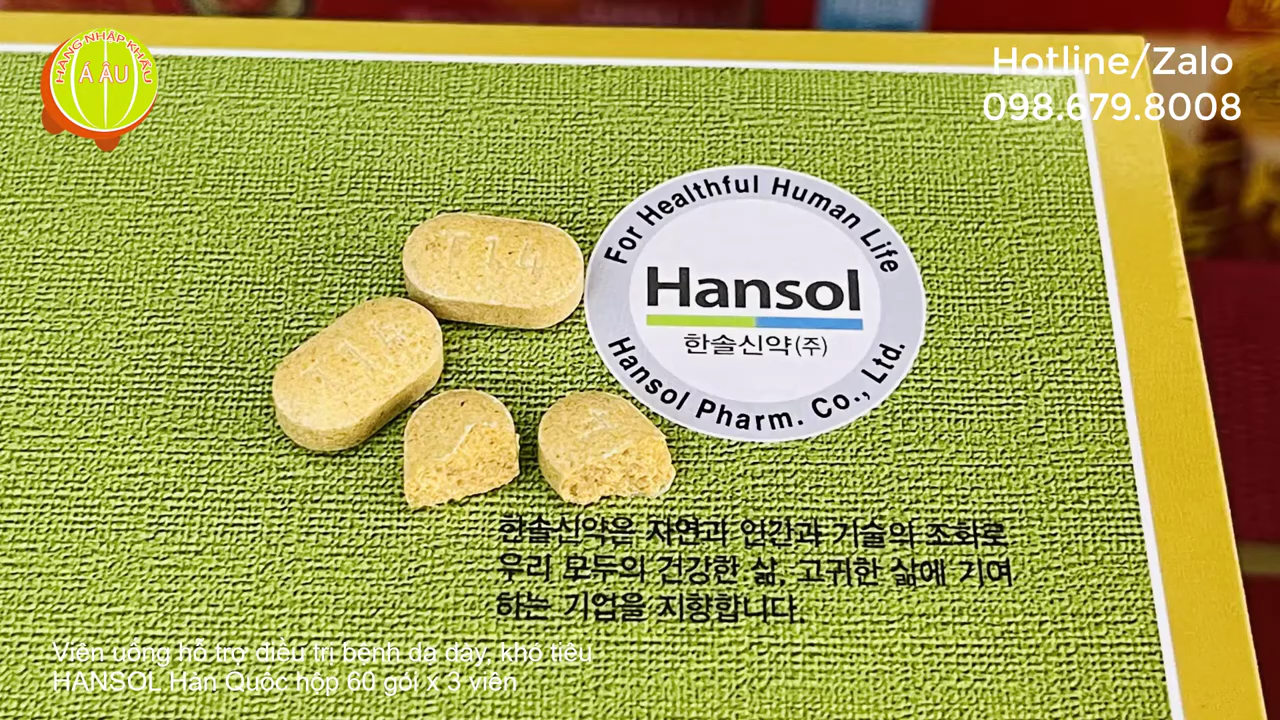 HÀNG NHẬP KHẨU
Á ÂU
Hotline/Zalo
098.679.8008
T14
For Healthful Human Life
Hansol
한솔신약(주)
Hansol Pharm. Co., Ltd.
한솔신약은 자연과 인간과 기술의 조화로
우리 모두의 건강한 삶, 고귀한 삶에 기여
하는 기업을 지향합니다.
Viên uống hỗ trợ điều trị bệnh dạ dày, khó tiêu
HANSOL Hàn Quốc hộp 60 gói x 3 viên